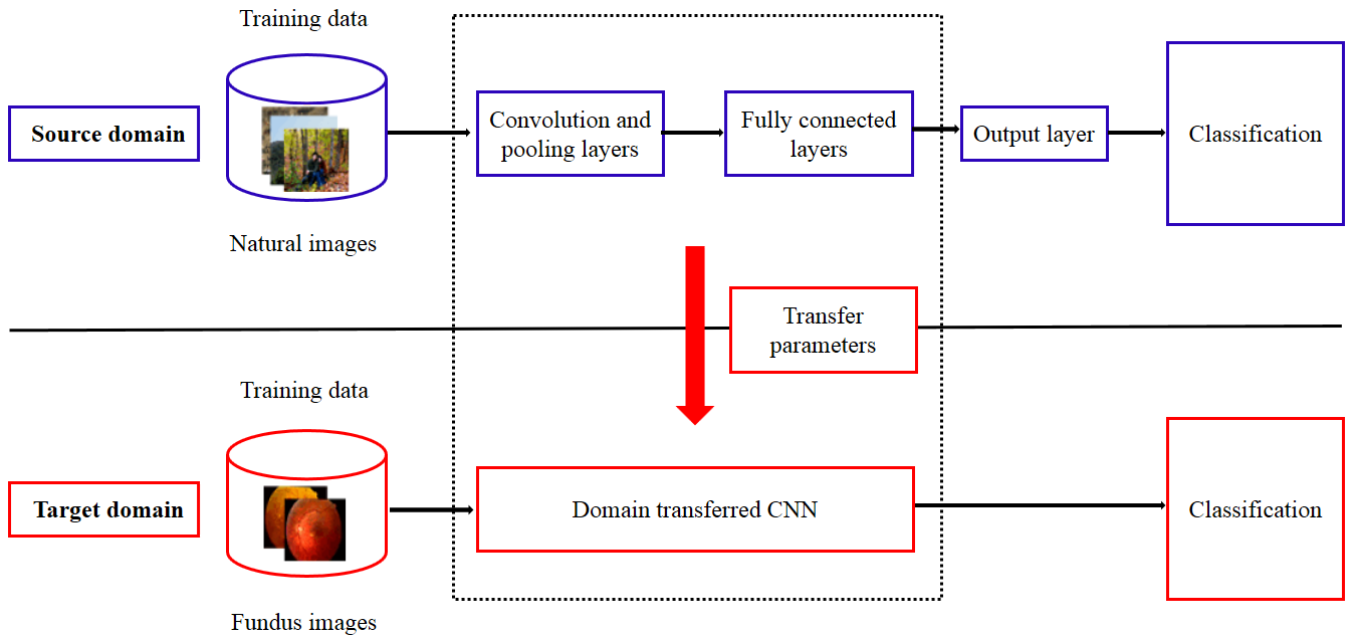 Training data
Source domain
Convolution and
pooling layers
Fully connected
layers
Output layer
Classification
Natural images
Transfer
parameters
Training data
Target domain
Domain transferred CNN
Classification
Fundus images